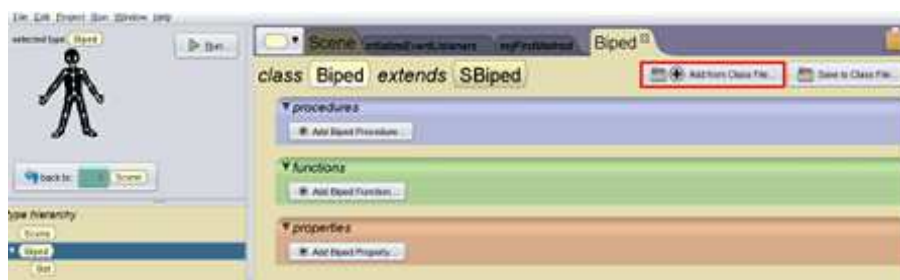 File Edit Project Run Window Help
selected type: Biped
Run...
Scene initializeEventListeners myFirstMethod Biped
class Biped extends SBiped
Add from Class File... Save to Class File...
procedures
Add Biped Procedure...
functions
Add Biped Function...
back to: Scene
properties
type hierarchy
Scene
Add Biped Property...
Biped